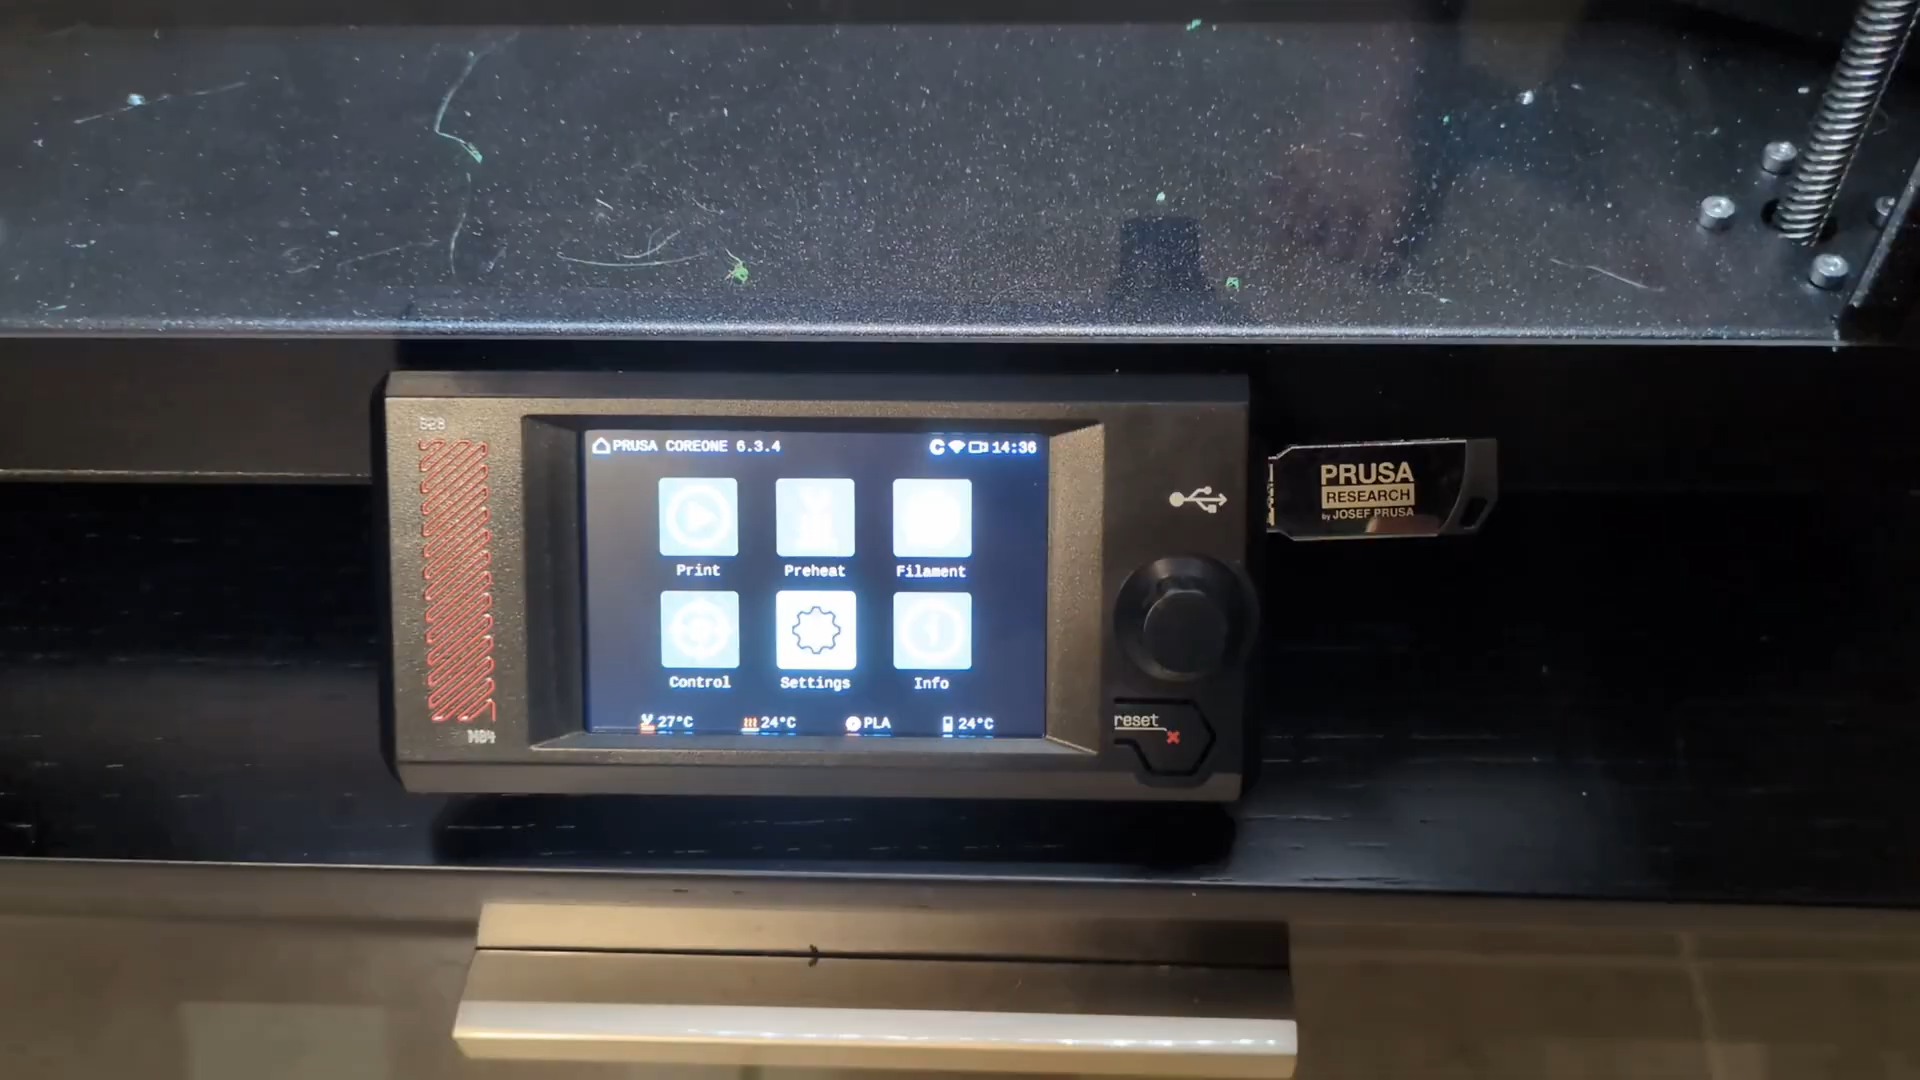 PRUSA COREONE 6.3.4
14:36
Print
Preheat
Filament
Control
Settings
Info
27°C
24°C
PLA
24°C
reset
PRUSA
RESEARCH
by JOSEF PRUSA